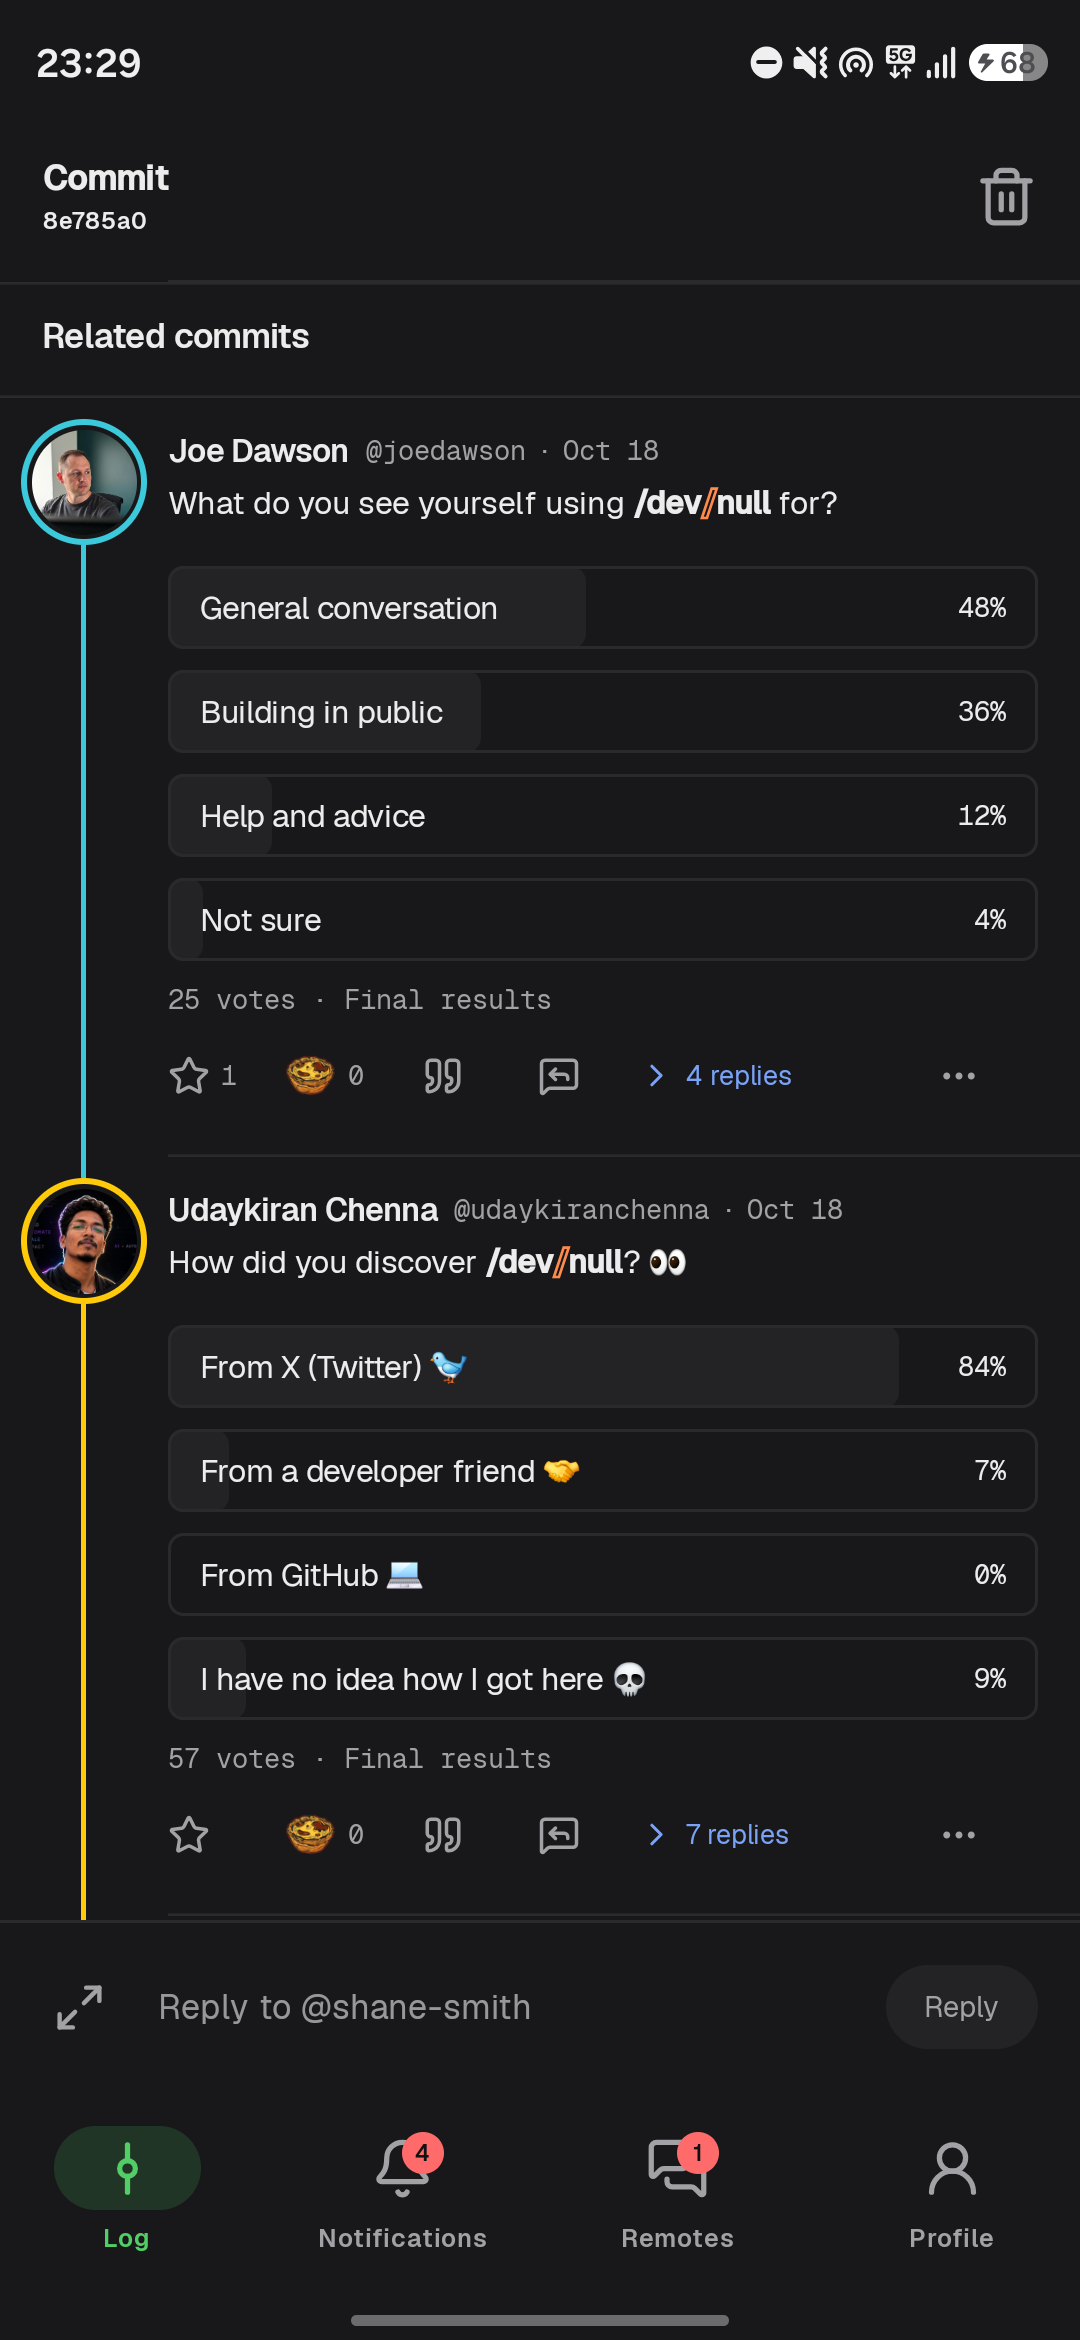 23:29
5G
68
Commit
8e785a0
Related commits
Joe Dawson @joedawson · Oct 18
What do you see yourself using /dev//null for?
General conversation 48%
Building in public 36%
Help and advice 12%
Not sure 4%
25 votes · Final results
1 0 4 replies
Udaykiran Chenna @udaykiranchenna · Oct 18
How did you discover /dev//null? 👀
From X (Twitter) 🐦 84%
From a developer friend 🤝 7%
From GitHub 💻 0%
I have no idea how I got here 💀 9%
57 votes · Final results
0 7 replies
Reply to @shane-smith Reply
4 1
Log Notifications Remotes Profile